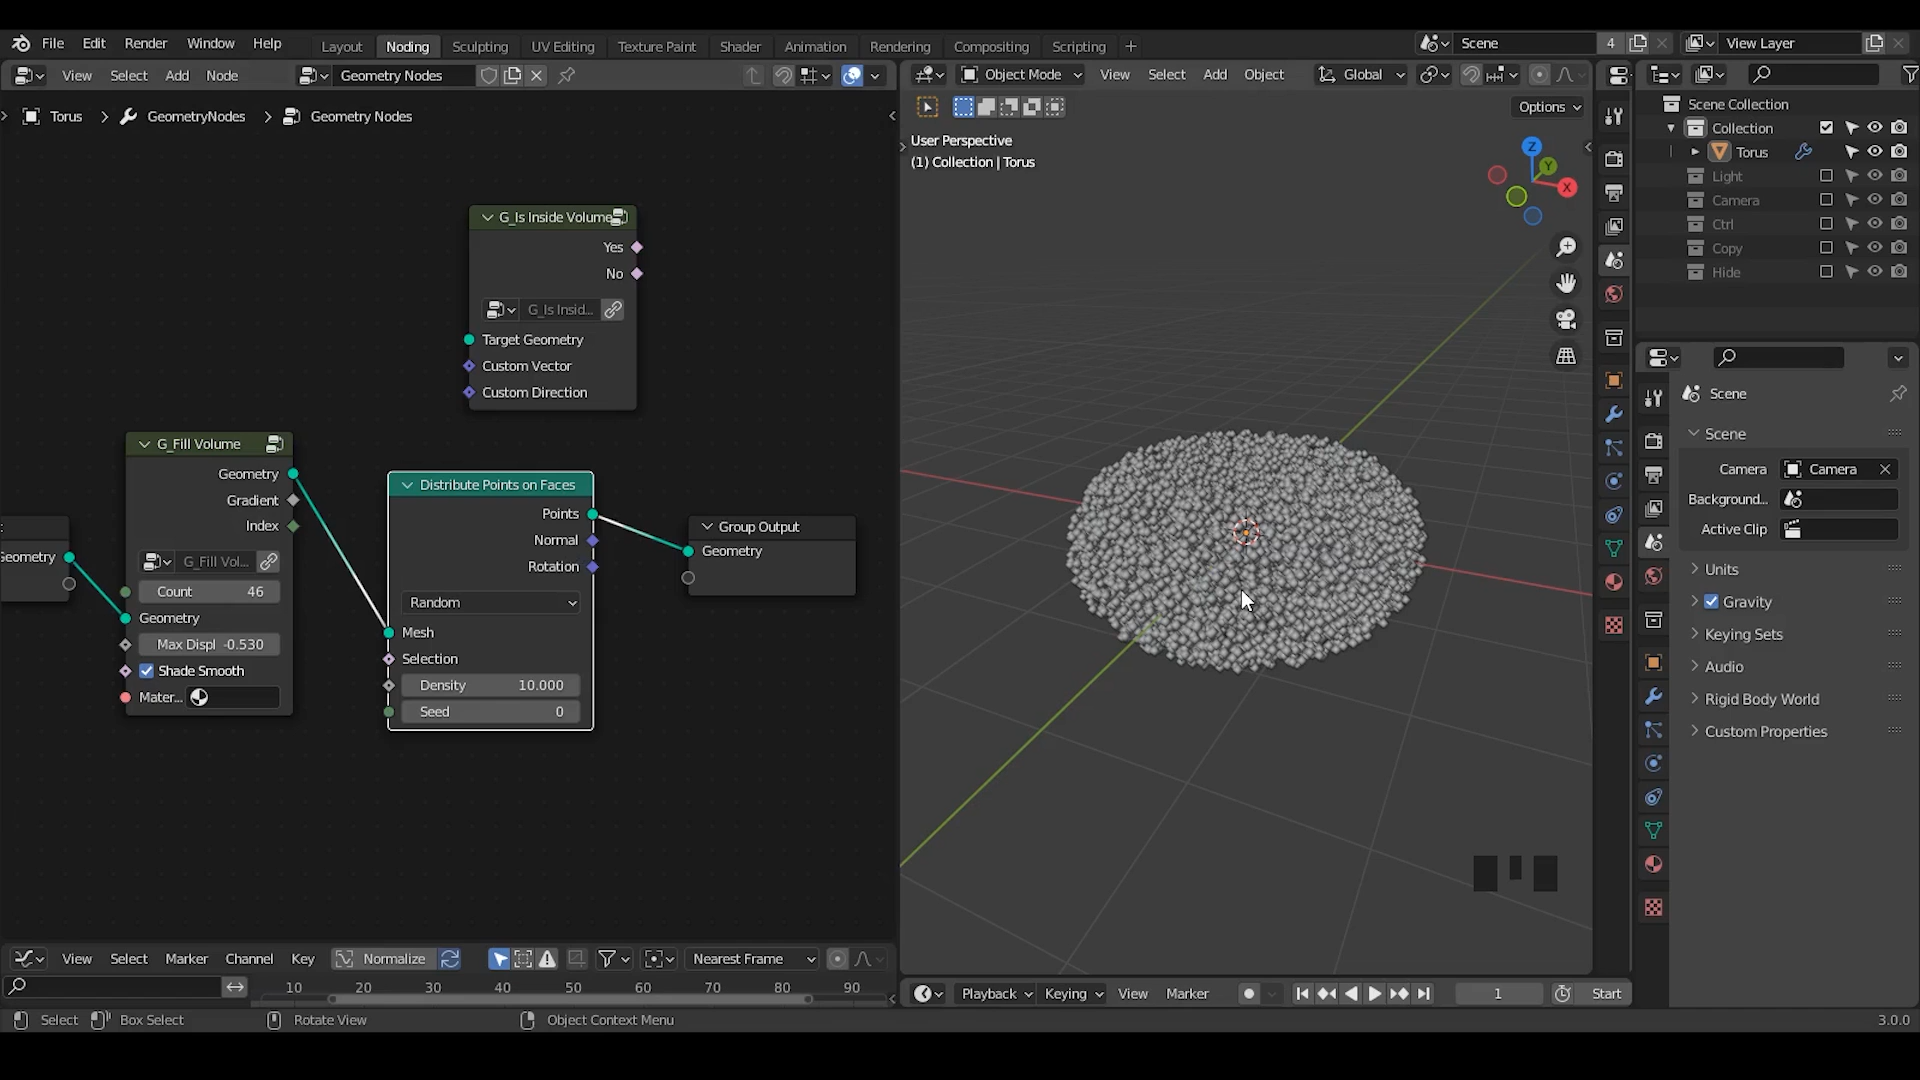 File Edit Render Window Help
Layout Noding Sculpting UV Editing Texture Paint Shader Animation Rendering Compositing Scripting +
Scene 4 View Layer
View Select Add Node
Geometry Nodes
Object Mode View Select Add Object Global
Options
Torus > GeometryNodes > Geometry Nodes
User Perspective
(1) Collection | Torus
Z
Y
X
Scene Collection
Collection
Torus
Light
Camera
Ctrl
Copy
Hide
G_Is Inside Volume
Yes
No
G_Is Insid...
Target Geometry
Custom Vector
Custom Direction
G_Fill Volume
Geometry
Gradient
Index
G_Fill Vol...
Count 46
Geometry
Max Displ -0.530
Shade Smooth
Mater...
Geometry
Distribute Points on Faces
Points
Normal
Rotation
Random
Mesh
Selection
Density 10.000
Seed 0
Group Output
Geometry
Scene
Scene
Camera Camera
Background...
Active Clip
Units
Gravity
Keying Sets
Audio
Rigid Body World
Custom Properties
View Select Marker Channel Key Normalize Nearest Frame
10 20 30 40 50 60 70 80 90
Playback Keying View Marker 1 Start
Select Box Select Rotate View Object Context Menu 3.0.0